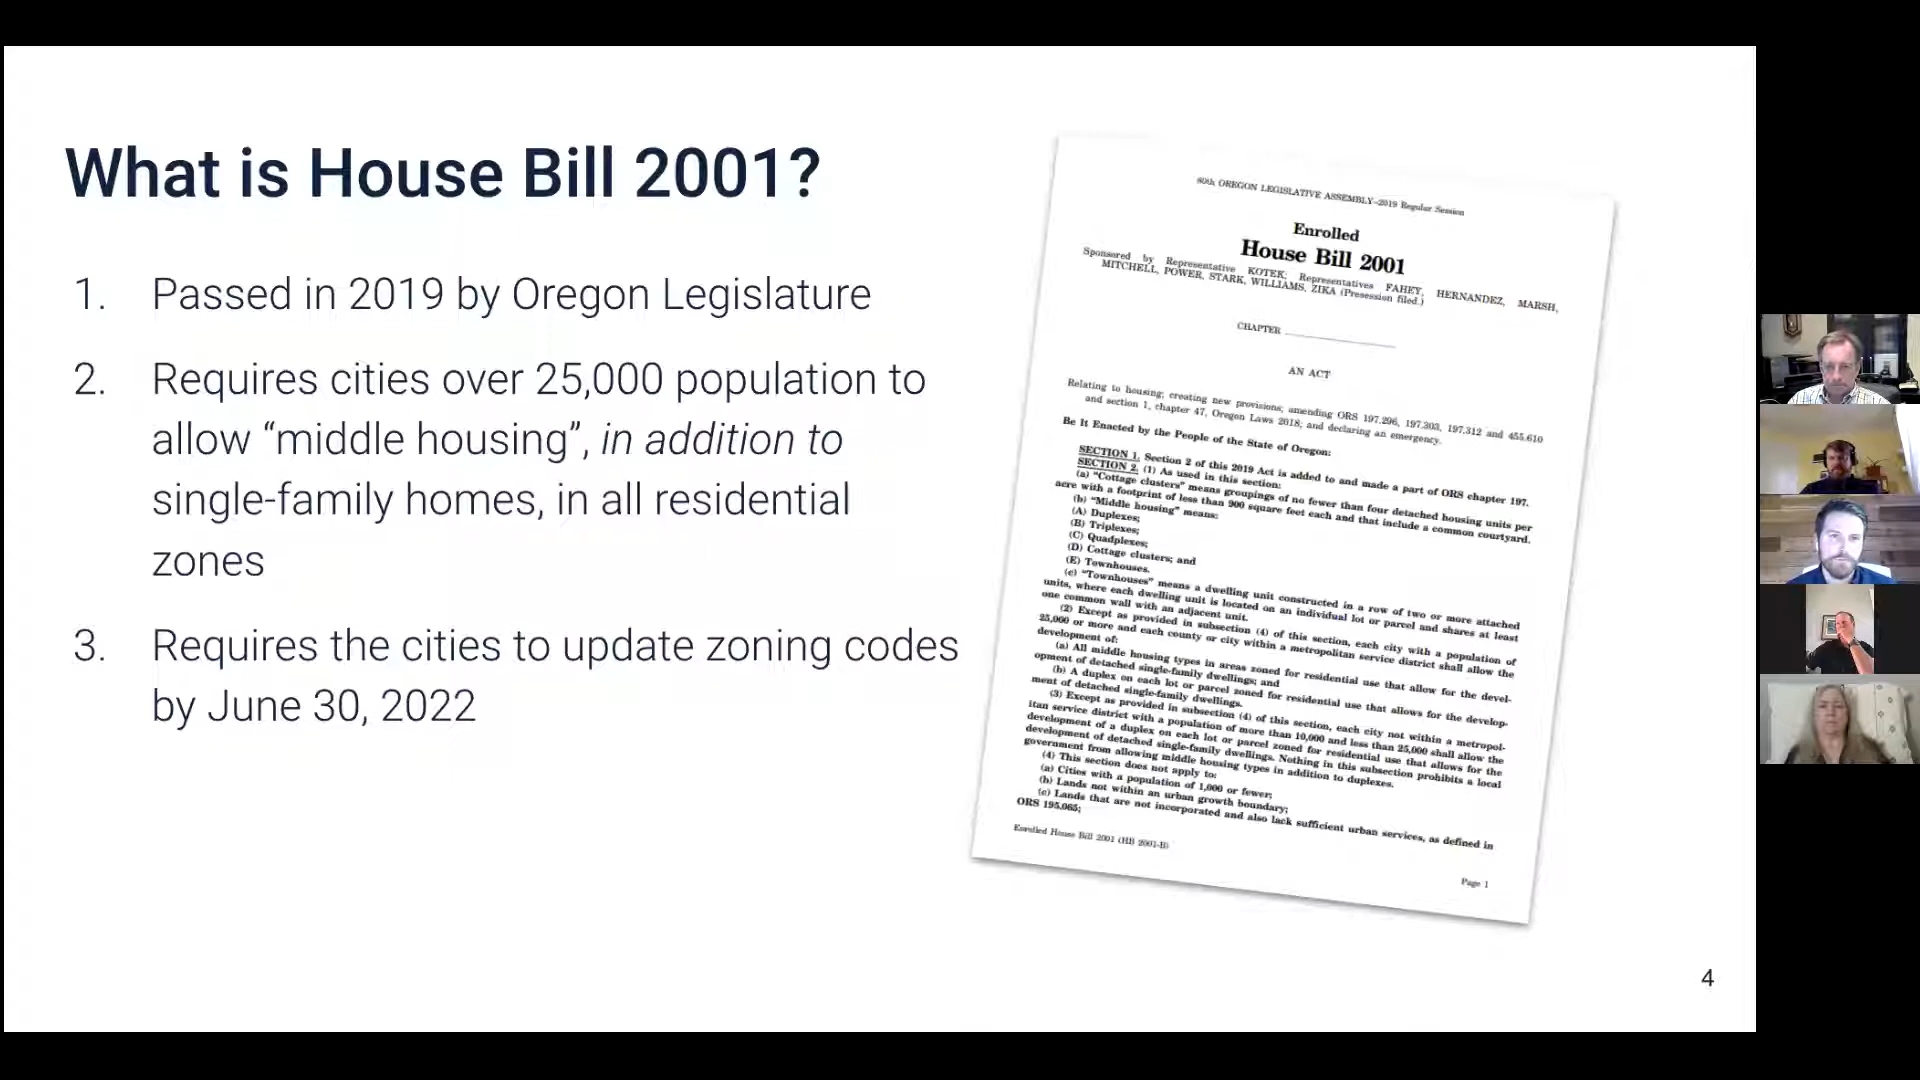 What is House Bill 2001?
1. Passed in 2019 by Oregon Legislature
2. Requires cities over 25,000 population to
allow “middle housing”, in addition to
single-family homes, in all residential
zones
3. Requires the cities to update zoning codes
by June 30, 2022
80th OREGON LEGISLATIVE ASSEMBLY--2019 Regular Session
Enrolled
House Bill 2001
Sponsored by Representative KOTEK; Representatives FAHEY, HERNANDEZ, MARSH,
MITCHELL, POWER, STARK, WILLIAMS, ZIKA (Presession filed.)
CHAPTER
AN ACT
Relating to housing; creating new provisions; amending ORS 197.296, 197.303, 197.312 and 455.610
and section 1, chapter 47, Oregon Laws 2018; and declaring an emergency.
Be It Enacted by the People of the State of Oregon:
SECTION 1. Section 2 of this 2019 Act is added to and made a part of ORS chapter 197.
SECTION 2. (1) As used in this section:
(a) “Cottage clusters” means groupings of no fewer than four detached housing units per
acre with a footprint of less than 900 square feet each and that include a common courtyard.
(b) “Middle housing” means:
(A) Duplexes;
(B) Triplexes;
(C) Quadplexes;
(D) Cottage clusters; and
(E) Townhouses.
(c) “Townhouses” means a dwelling unit constructed in a row of two or more attached
units, where each dwelling unit is located on an individual lot or parcel and shares at least
one common wall with an adjacent unit.
(2) Except as provided in subsection (4) of this section, each city with a population of
25,000 or more and each county or city within a metropolitan service district shall allow the
development of:
(a) All middle housing types in areas zoned for residential use that allow for the devel-
opment of detached single-family dwellings; and
(b) A duplex on each lot or parcel zoned for residential use that allows for the develop-
ment of detached single-family dwellings.
(3) Except as provided in subsection (4) of this section, each city not within a metropol-
itan service district with a population of more than 10,000 and less than 25,000 shall allow the
development of a duplex on each lot or parcel zoned for residential use that allows for the
development of detached single-family dwellings. Nothing in this subsection prohibits a local
government from allowing middle housing types in addition to duplexes.
(4) This section does not apply to:
(a) Cities with a population of 1,000 or fewer;
(b) Lands not within an urban growth boundary;
(c) Lands that are not incorporated and also lack sufficient urban services, as defined in
ORS 195.065;
Enrolled House Bill 2001 (HB 2001-B)
Page 1
4